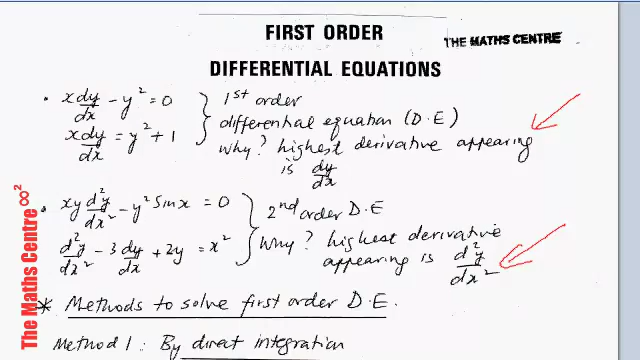 FIRST ORDER
THE MATHS CENTRE
DIFFERENTIAL EQUATIONS
• x dy/dx − y² = 0
x dy/dx = y² + 1
1st order
differential equation (D.E)
Why? highest derivative appearing
is dy/dx
• xy d²y/dx² − y² sin x = 0
d²y/dx² − 3 dy/dx + 2y = x²
2nd order D.E
Why? highest derivative
appearing is d²y/dx²
* Methods to solve first order D.E.
Method 1: By direct integration
The Maths Centre ∞²